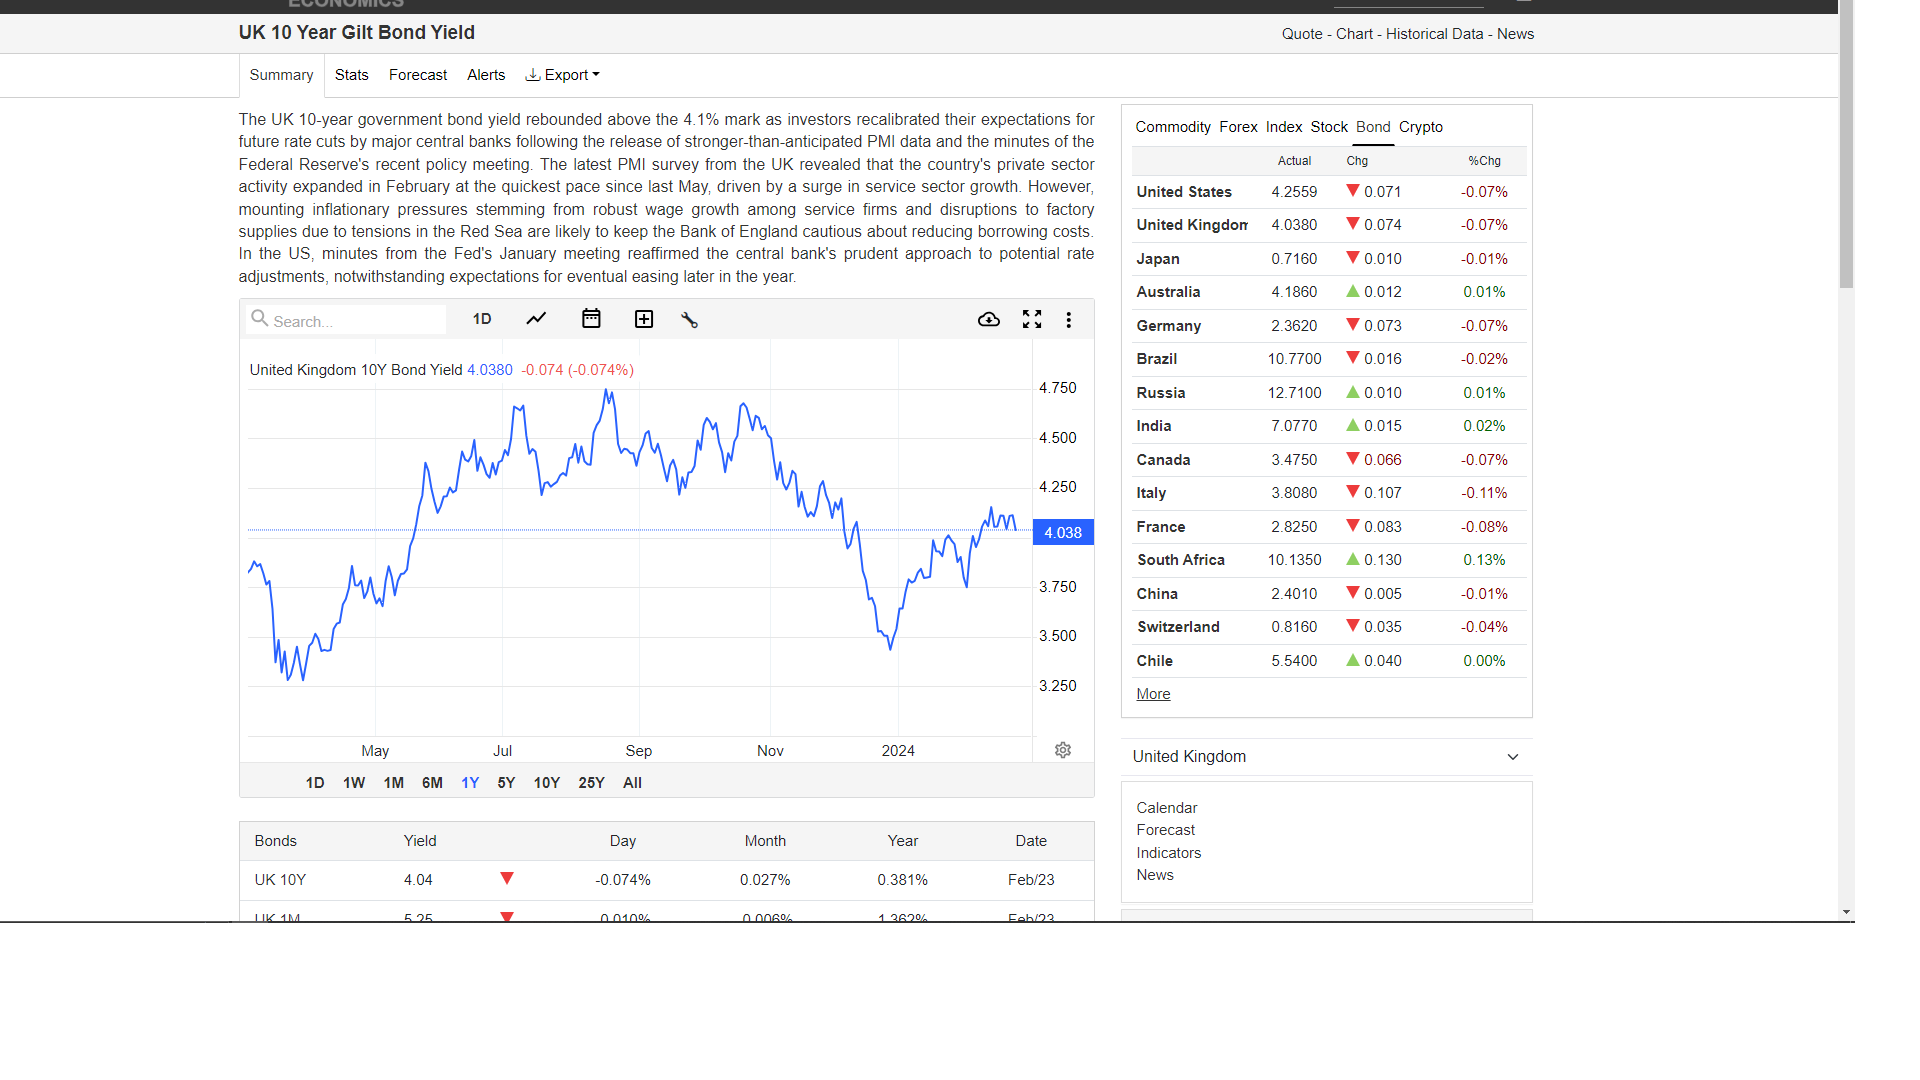 ECONOMICS
UK 10 Year Gilt Bond Yield
Quote - Chart - Historical Data - News
Summary Stats Forecast Alerts Export
The UK 10-year government bond yield rebounded above the 4.1% mark as investors recalibrated their expectations for
future rate cuts by major central banks following the release of stronger-than-anticipated PMI data and the minutes of the
Federal Reserve's recent policy meeting. The latest PMI survey from the UK revealed that the country's private sector
activity expanded in February at the quickest pace since last May, driven by a surge in service sector growth. However,
mounting inflationary pressures stemming from robust wage growth among service firms and disruptions to factory
supplies due to tensions in the Red Sea are likely to keep the Bank of England cautious about reducing borrowing costs.
In the US, minutes from the Fed's January meeting reaffirmed the central bank's prudent approach to potential rate
adjustments, notwithstanding expectations for eventual easing later in the year.
Search...
1D
United Kingdom 10Y Bond Yield 4.0380 -0.074 (-0.074%)
4.750
4.500
4.250
4.038
3.750
3.500
3.250
May Jul Sep Nov 2024
1D 1W 1M 6M 1Y 5Y 10Y 25Y All
Bonds Yield Day Month Year Date
UK 10Y 4.04 -0.074% 0.027% 0.381% Feb/23
UK 1M 5.25 -0.010% -0.006% 1.362% Feb/23
Commodity Forex Index Stock Bond Crypto
Actual Chg %Chg
United States 4.2559 0.071 -0.07%
United Kingdom 4.0380 0.074 -0.07%
Japan 0.7160 0.010 -0.01%
Australia 4.1860 0.012 0.01%
Germany 2.3620 0.073 -0.07%
Brazil 10.7700 0.016 -0.02%
Russia 12.7100 0.010 0.01%
India 7.0770 0.015 0.02%
Canada 3.4750 0.066 -0.07%
Italy 3.8080 0.107 -0.11%
France 2.8250 0.083 -0.08%
South Africa 10.1350 0.130 0.13%
China 2.4010 0.005 -0.01%
Switzerland 0.8160 0.035 -0.04%
Chile 5.5400 0.040 0.00%
More
United Kingdom
Calendar
Forecast
Indicators
News